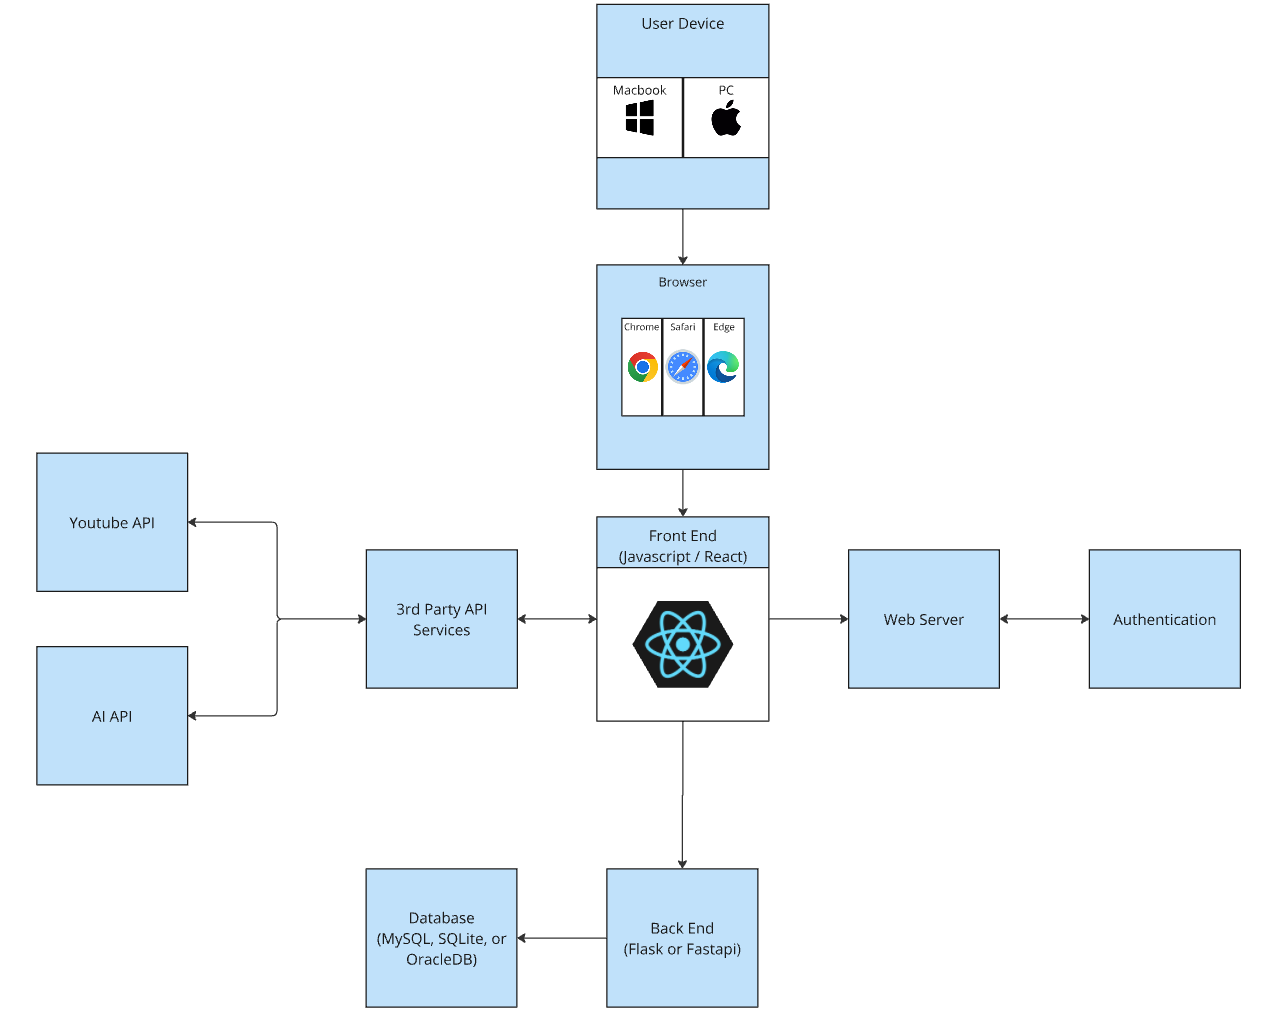 User Device
Macbook
PC
Browser
Chrome
Safari
Edge
Youtube API
Front End
(Javascript / React)
3rd Party API
Services
Web Server
Authentication
AI API
Database
(MySQL, SQLite, or
OracleDB)
Back End
(Flask or Fastapi)